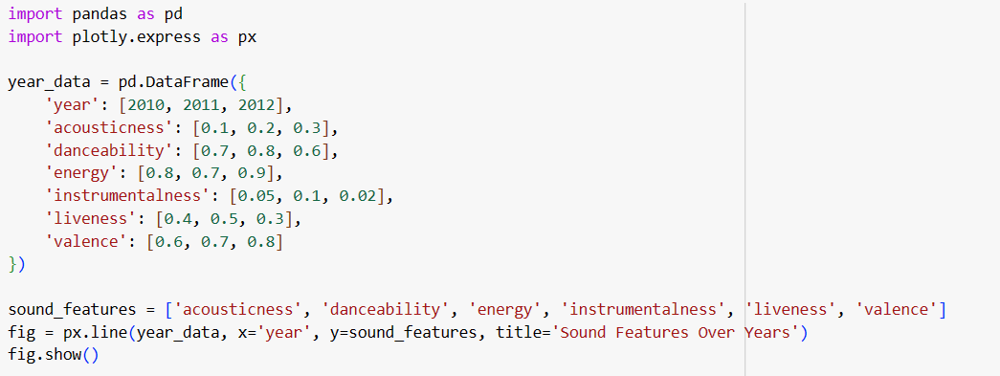 import pandas as pd
import plotly.express as px
year_data = pd.DataFrame({
    'year': [2010, 2011, 2012],
    'acousticness': [0.1, 0.2, 0.3],
    'danceability': [0.7, 0.8, 0.6],
    'energy': [0.8, 0.7, 0.9],
    'instrumentalness': [0.05, 0.1, 0.02],
    'liveness': [0.4, 0.5, 0.3],
    'valence': [0.6, 0.7, 0.8]
})
sound_features = ['acousticness', 'danceability', 'energy', 'instrumentalness', 'liveness', 'valence']
fig = px.line(year_data, x='year', y=sound_features, title='Sound Features Over Years')
fig.show()